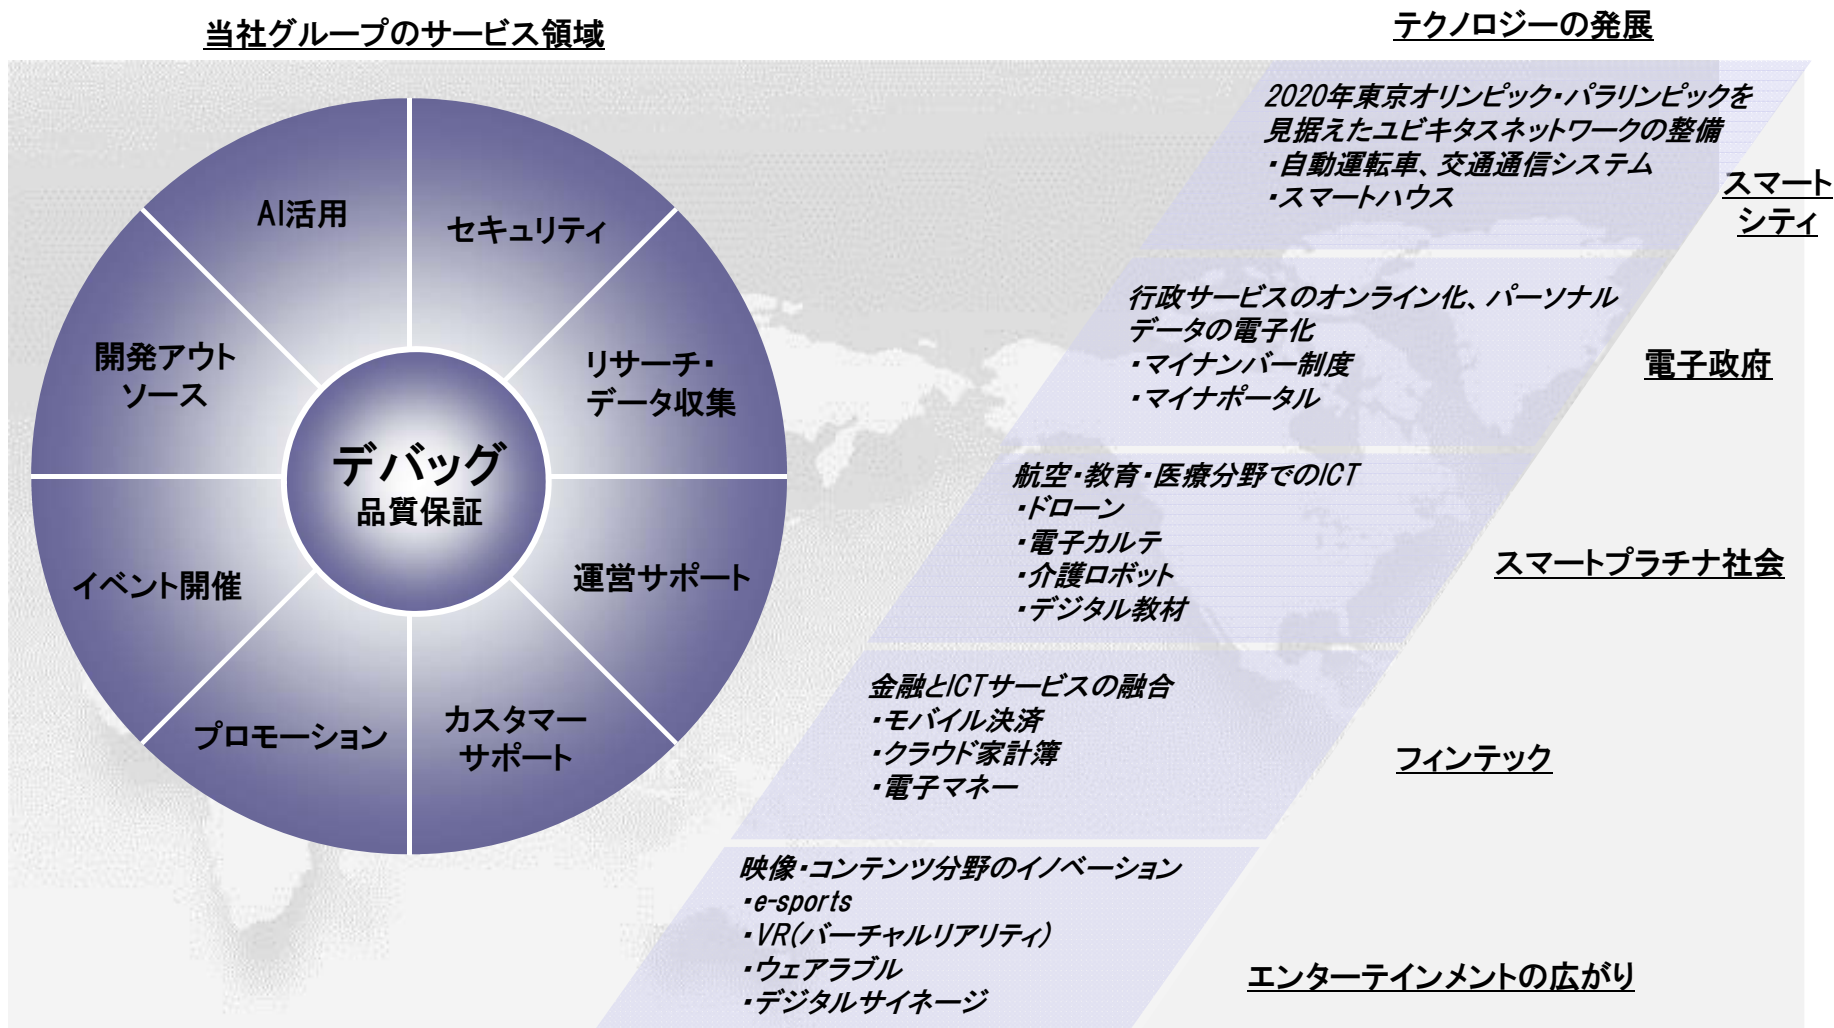 当社グループのサービス領域
テクノロジーの発展
AI活用
セキュリティ
開発アウト
ソース
リサーチ・
データ収集
デバッグ
品質保証
イベント開催
運営サポート
プロモーション
カスタマー
サポート
2020年東京オリンピック・パラリンピックを
見据えたユビキタスネットワークの整備
・自動運転車、交通通信システム
・スマートハウス
スマート
シティ
行政サービスのオンライン化、パーソナル
データの電子化
・マイナンバー制度
・マイナポータル
電子政府
航空・教育・医療分野でのICT
・ドローン
・電子カルテ
・介護ロボット
・デジタル教材
スマートプラチナ社会
金融とICTサービスの融合
・モバイル決済
・クラウド家計簿
・電子マネー
フィンテック
映像・コンテンツ分野のイノベーション
・e-sports
・VR(バーチャルリアリティ)
・ウェアラブル
・デジタルサイネージ
エンターテインメントの広がり